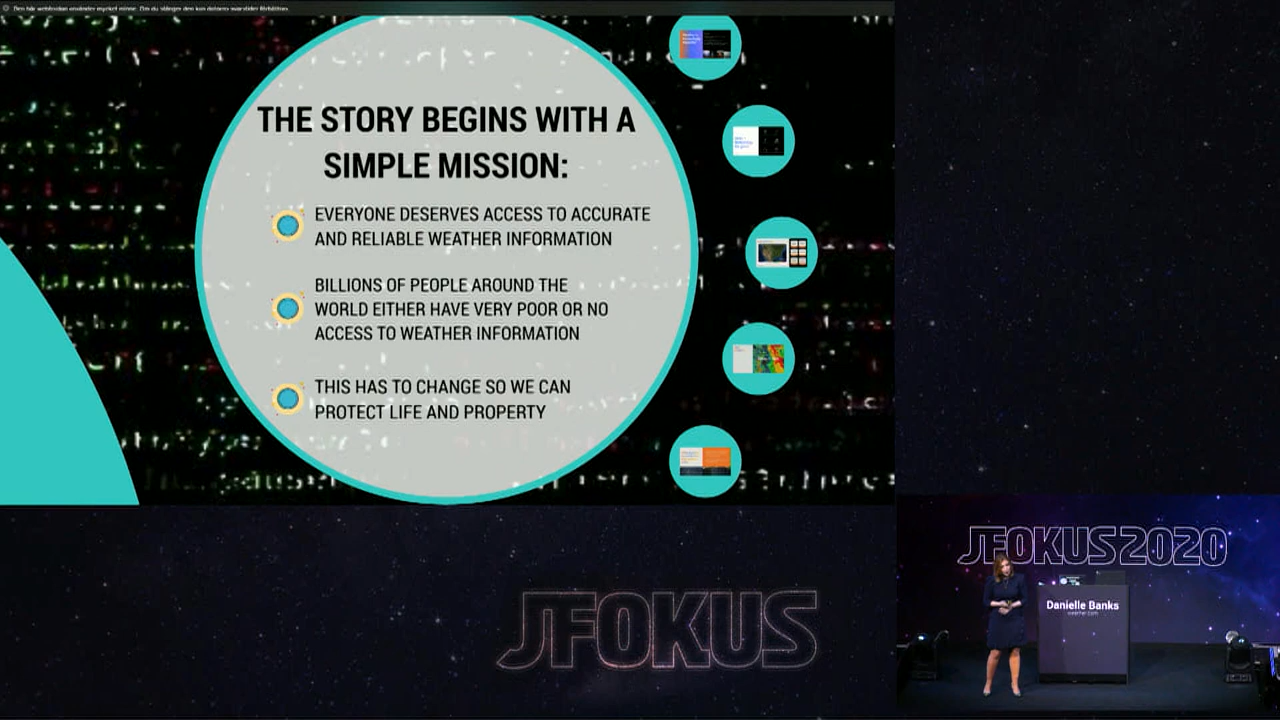 THE STORY BEGINS WITH A
SIMPLE MISSION:
EVERYONE DESERVES ACCESS TO ACCURATE
AND RELIABLE WEATHER INFORMATION
BILLIONS OF PEOPLE AROUND THE
WORLD EITHER HAVE VERY POOR OR NO
ACCESS TO WEATHER INFORMATION
THIS HAS TO CHANGE SO WE CAN
PROTECT LIFE AND PROPERTY
JFOKUS
JFOKUS2020
Danielle Banks
weather.com